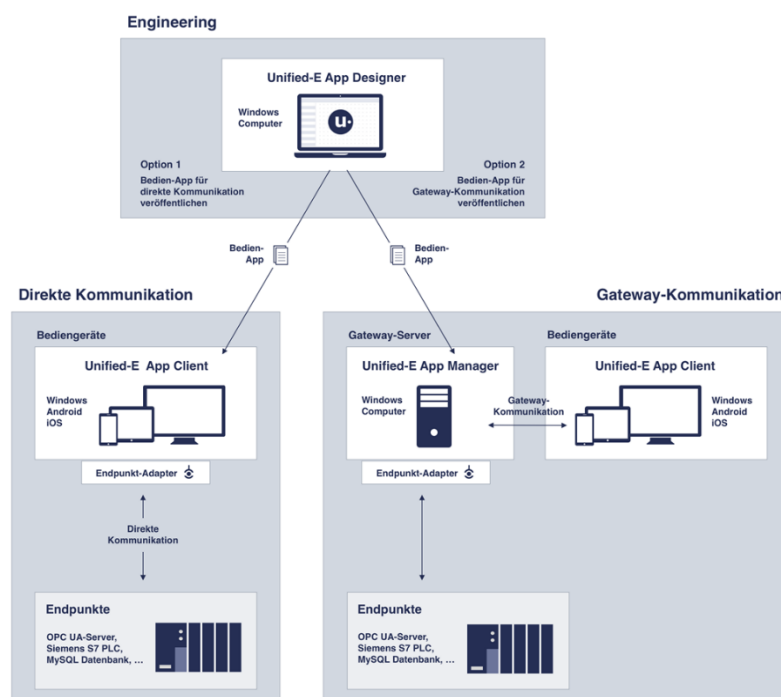 Engineering
Unified-E App Designer
Windows
Computer
u
Option 1
Bedien-App für
direkte Kommunikation
veröffentlichen
Option 2
Bedien-App für
Gateway-Kommunikation
veröffentlichen
Bedien-
App
Bedien-
App
Direkte Kommunikation
Bediengeräte
Unified-E App Client
Windows
Android
iOS
Endpunkt-Adapter
Direkte
Kommunikation
Endpunkte
OPC UA-Server,
Siemens S7 PLC,
MySQL Datenbank, ...
Gateway-Kommunikation
Gateway-Server
Unified-E App Manager
Windows
Computer
Endpunkt-Adapter
Gateway-
Kommunikation
Bediengeräte
Unified-E App Client
Windows
Android
iOS
Endpunkte
OPC UA-Server,
Siemens S7 PLC,
MySQL Datenbank, ...